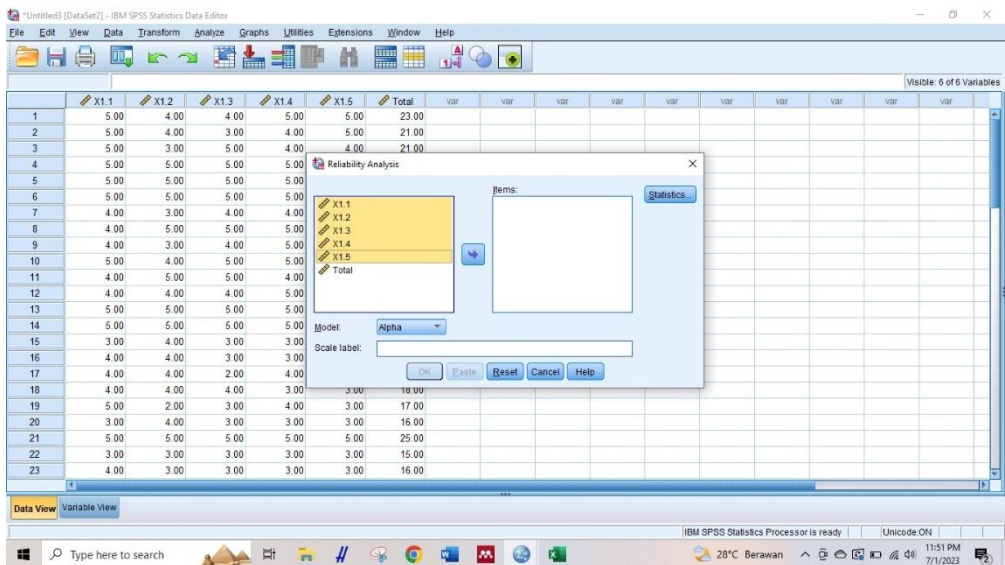 *Untitled3 [DataSet2] - IBM SPSS Statistics Data Editor
File Edit View Data Transform Analyze Graphs Utilities Extensions Window Help
Visible: 6 of 6 Variables
X1.1 X1.2 X1.3 X1.4 X1.5 Total var var var var var var var var var
1 5.00 4.00 4.00 5.00 5.00 23.00
2 5.00 4.00 3.00 4.00 5.00 21.00
3 5.00 3.00 5.00 4.00 4.00 21.00
4 5.00 5.00 5.00 5.00
5 5.00 5.00 5.00 5.00
6 5.00 5.00 5.00 5.00
7 4.00 3.00 4.00 4.00
8 4.00 5.00 5.00 5.00
9 4.00 3.00 4.00 5.00
10 5.00 4.00 5.00 5.00
11 4.00 5.00 5.00 4.00
12 4.00 4.00 4.00 5.00
13 5.00 5.00 5.00 5.00
14 5.00 5.00 5.00 5.00
15 3.00 4.00 3.00 3.00
16 4.00 4.00 3.00 3.00
17 4.00 4.00 2.00 4.00
18 4.00 4.00 4.00 3.00 3.00 18.00
19 5.00 2.00 3.00 4.00 3.00 17.00
20 3.00 4.00 3.00 3.00 3.00 16.00
21 5.00 5.00 5.00 5.00 5.00 25.00
22 3.00 3.00 3.00 3.00 3.00 15.00
23 4.00 3.00 3.00 3.00 3.00 16.00
Reliability Analysis
Items:
Statistics...
X1.1
X1.2
X1.3
X1.4
X1.5
Total
Model: Alpha
Scale label:
OK Paste Reset Cancel Help
Data View Variable View
IBM SPSS Statistics Processor is ready Unicode:ON
Type here to search
28°C Berawan
11:51 PM
7/1/2023